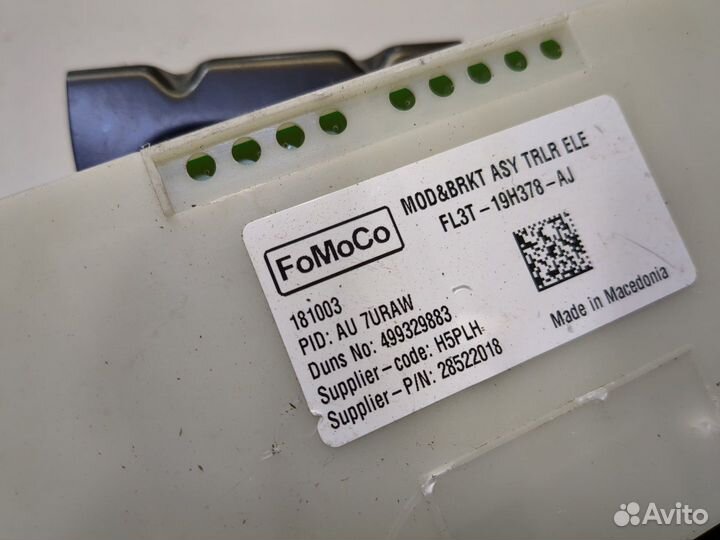 MOD&BRKT ASY TRLR ELE
FL3T-19H378-AJ
FoMoCo
181003
PID: AU 7URAW
Duns No: 499329883
Supplier-code: H5PLH
Supplier-P/N: 28522018
Made in Macedonia
Avito